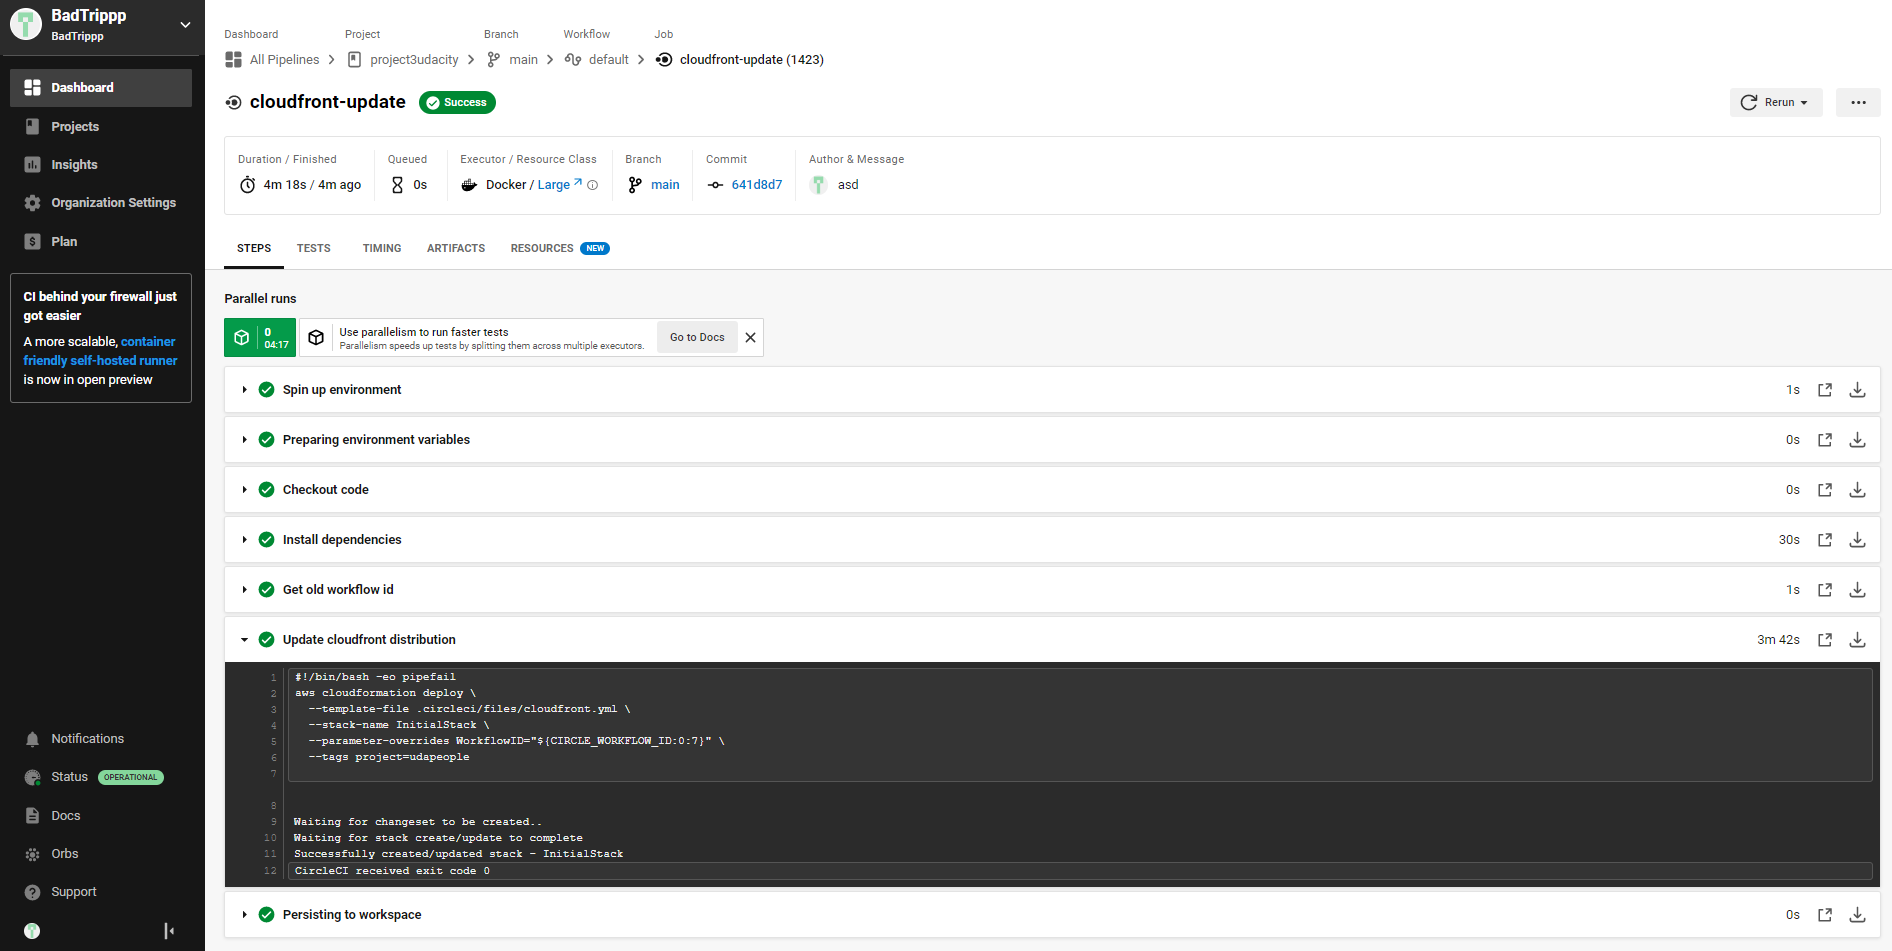 BadTrippp
BadTrippp
Dashboard
Projects
Insights
Organization Settings
Plan
CI behind your firewall just
got easier
A more scalable, container
friendly self-hosted runner
is now in open preview
Notifications
Status OPERATIONAL
Docs
Orbs
Support
Dashboard Project Branch Workflow Job
All Pipelines project3udacity main default cloudfront-update (1423)
cloudfront-update Success
Rerun
Duration / Finished Queued Executor / Resource Class Branch Commit Author & Message
4m 18s / 4m ago 0s Docker / Large main 641d8d7 asd
STEPS TESTS TIMING ARTIFACTS RESOURCES NEW
Parallel runs
0
04:17
Use parallelism to run faster tests
Parallelism speeds up tests by splitting them across multiple executors.
Go to Docs
Spin up environment 1s
Preparing environment variables 0s
Checkout code 0s
Install dependencies 30s
Get old workflow id 1s
Update cloudfront distribution 3m 42s
1 #!/bin/bash -eo pipefail
2 aws cloudformation deploy \
3 --template-file .circleci/files/cloudfront.yml \
4 --stack-name InitialStack \
5 --parameter-overrides WorkflowID="${CIRCLE_WORKFLOW_ID:0:7}" \
6 --tags project=udapeople
7
8
9 Waiting for changeset to be created..
10 Waiting for stack create/update to complete
11 Successfully created/updated stack - InitialStack
12 CircleCI received exit code 0
Persisting to workspace 0s